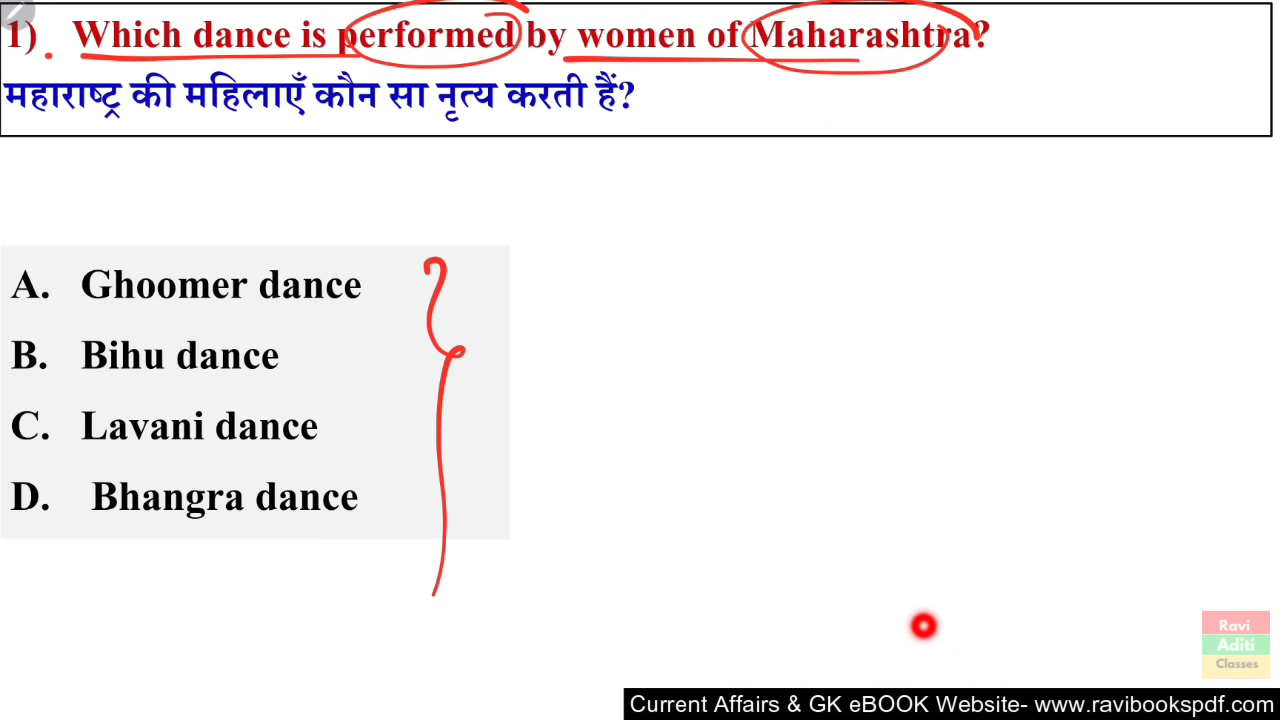 1) Which dance is performed by women of Maharashtra?
महाराष्ट्र की महिलाएँ कौन सा नृत्य करती हैं?
A. Ghoomer dance
B. Bihu dance
C. Lavani dance
D. Bhangra dance
Ravi
Aditi
Classes
Current Affairs & GK eBOOK Website- www.ravibookspdf.com